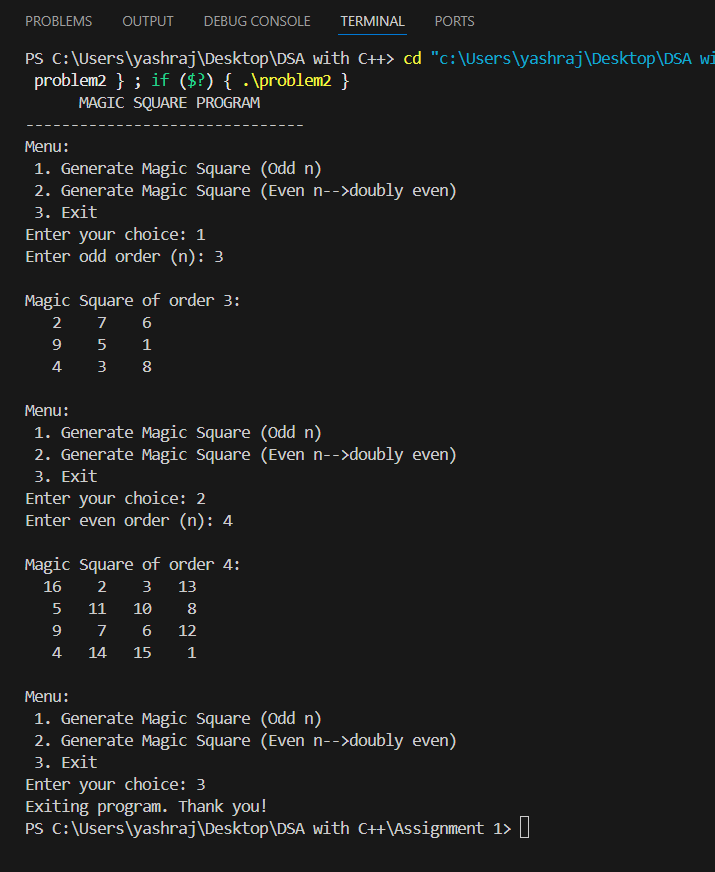 PROBLEMS OUTPUT DEBUG CONSOLE TERMINAL PORTS
PS C:\Users\yashraj\Desktop\DSA with C++> cd "c:\Users\yashraj\Desktop\DSA wi
problem2 } ; if ($?) { .\problem2 }
MAGIC SQUARE PROGRAM
-------------------------------
Menu:
1. Generate Magic Square (Odd n)
2. Generate Magic Square (Even n-->doubly even)
3. Exit
Enter your choice: 1
Enter odd order (n): 3
Magic Square of order 3:
2 7 6
9 5 1
4 3 8
Menu:
1. Generate Magic Square (Odd n)
2. Generate Magic Square (Even n-->doubly even)
3. Exit
Enter your choice: 2
Enter even order (n): 4
Magic Square of order 4:
16 2 3 13
5 11 10 8
9 7 6 12
4 14 15 1
Menu:
1. Generate Magic Square (Odd n)
2. Generate Magic Square (Even n-->doubly even)
3. Exit
Enter your choice: 3
Exiting program. Thank you!
PS C:\Users\yashraj\Desktop\DSA with C++\Assignment 1>